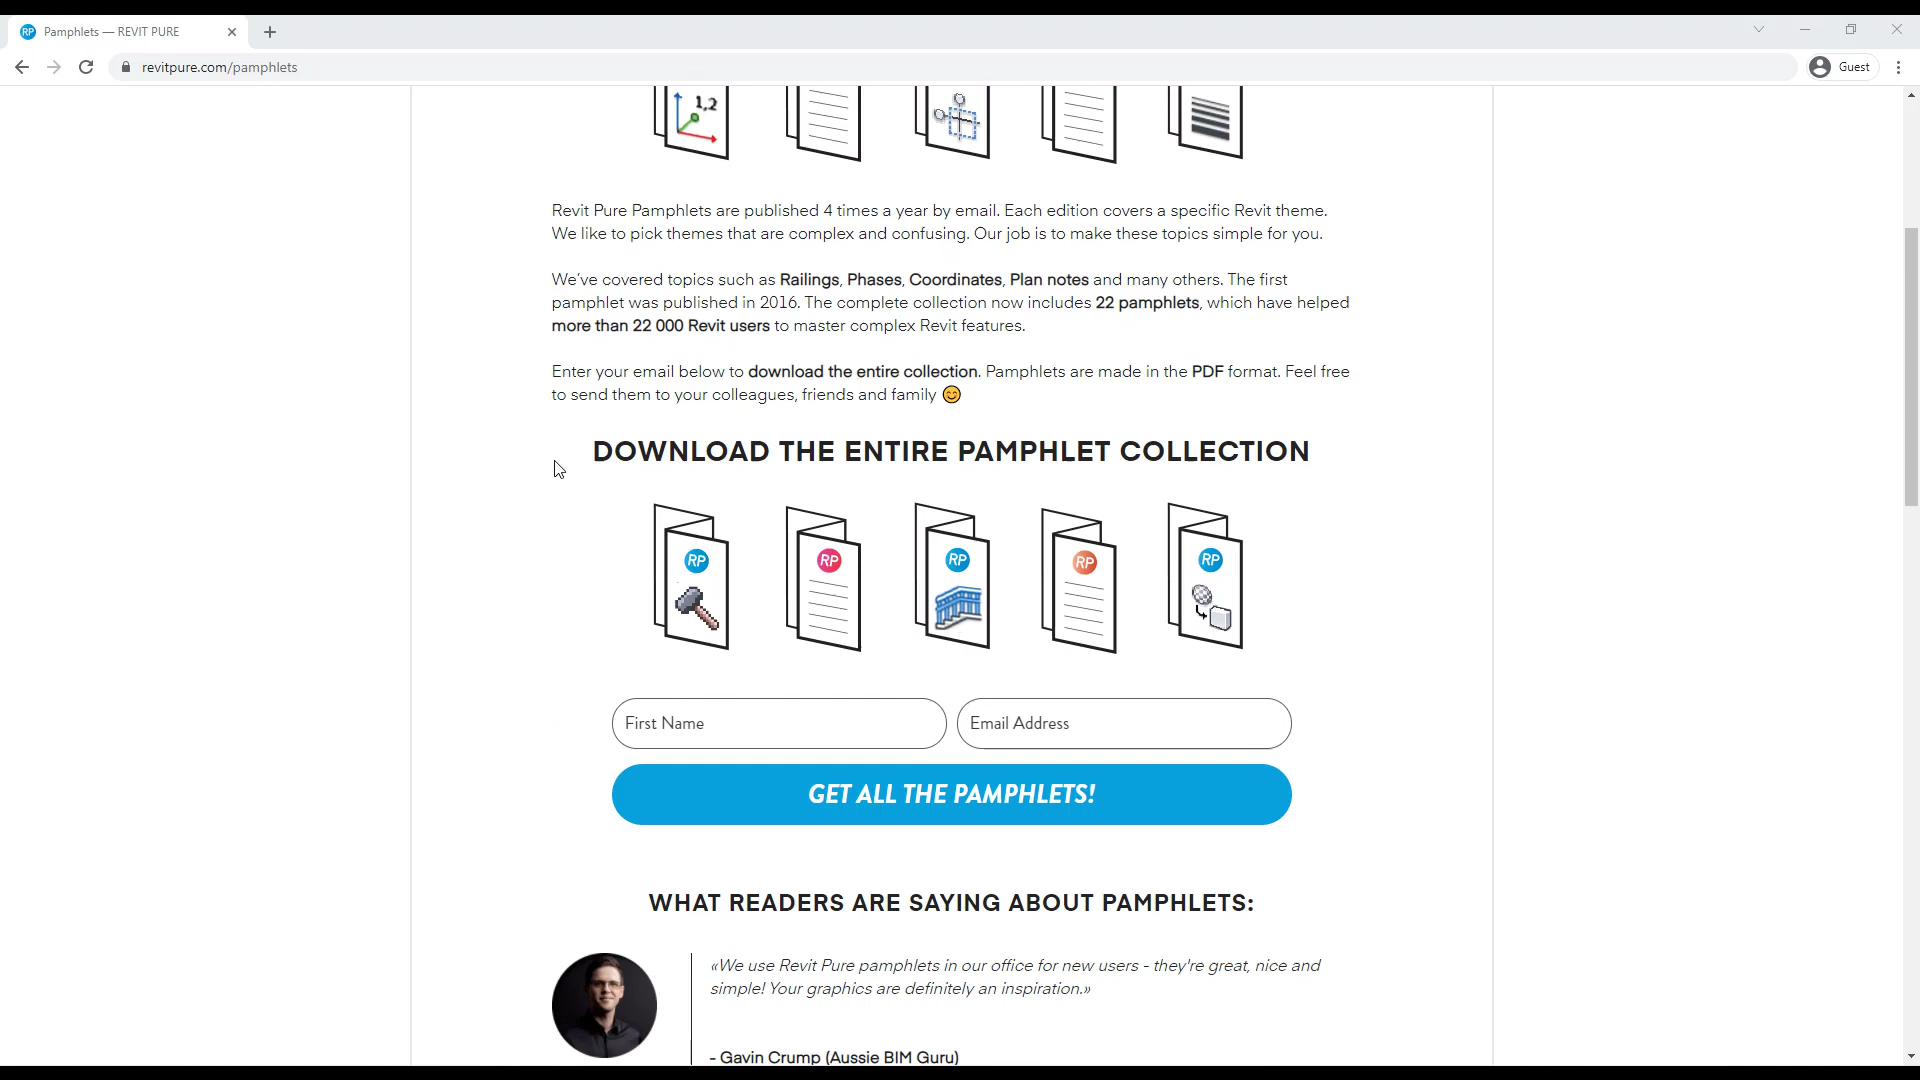 Pamphlets — REVIT PURE
revitpure.com/pamphlets
Guest
1,2
Revit Pure Pamphlets are published 4 times a year by email. Each edition covers a specific Revit theme.
We like to pick themes that are complex and confusing. Our job is to make these topics simple for you.
We've covered topics such as Railings, Phases, Coordinates, Plan notes and many others. The first
pamphlet was published in 2016. The complete collection now includes 22 pamphlets, which have helped
more than 22 000 Revit users to master complex Revit features.
Enter your email below to download the entire collection. Pamphlets are made in the PDF format. Feel free
to send them to your colleagues, friends and family 😊
DOWNLOAD THE ENTIRE PAMPHLET COLLECTION
RP RP RP RP RP
First Name Email Address
GET ALL THE PAMPHLETS!
WHAT READERS ARE SAYING ABOUT PAMPHLETS:
«We use Revit Pure pamphlets in our office for new users - they're great, nice and
simple! Your graphics are definitely an inspiration.»
- Gavin Crump (Aussie BIM Guru)